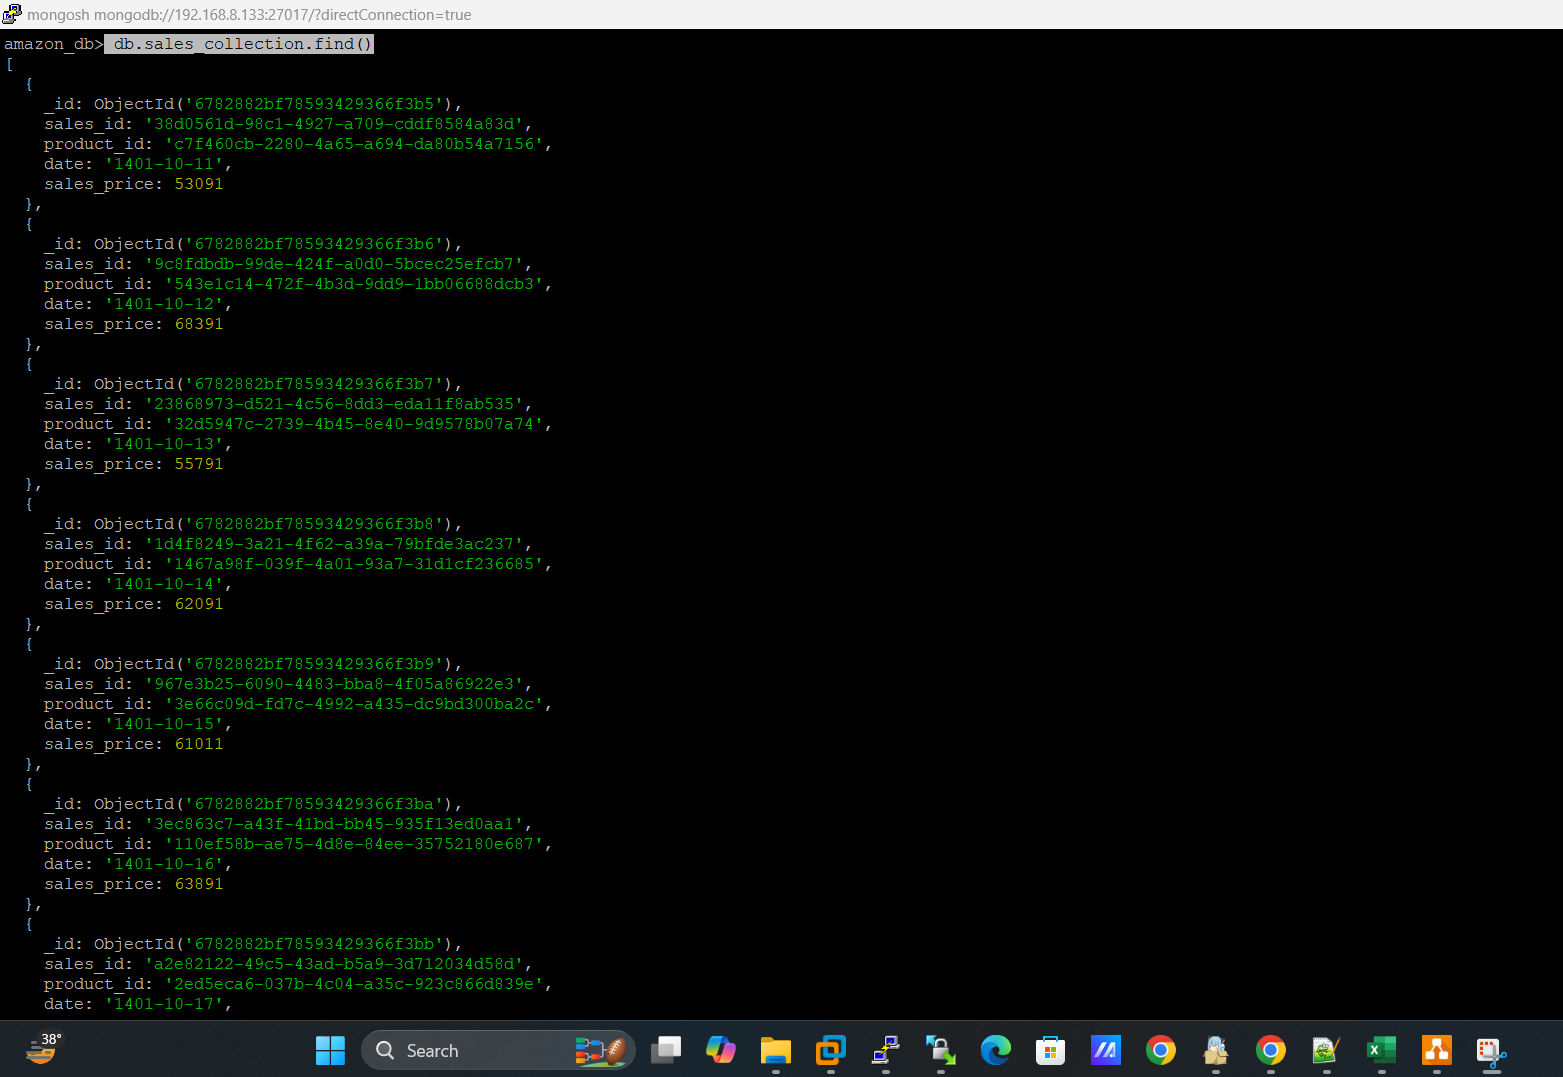 mongosh mongodb://192.168.8.133:27017/?directConnection=true
amazon_db> db.sales_collection.find()
[
  {
    _id: ObjectId('6782882bf78593429366f3b5'),
    sales_id: '38d0561d-98c1-4927-a709-cddf8584a83d',
    product_id: 'c7f460cb-2280-4a65-a694-da80b54a7156',
    date: '1401-10-11',
    sales_price: 53091
  },
  {
    _id: ObjectId('6782882bf78593429366f3b6'),
    sales_id: '9c8fdbdb-99de-424f-a0d0-5bcec25efcb7',
    product_id: '543e1c14-472f-4b3d-9dd9-1bb06688dcb3',
    date: '1401-10-12',
    sales_price: 68391
  },
  {
    _id: ObjectId('6782882bf78593429366f3b7'),
    sales_id: '23868973-d521-4c56-8dd3-eda11f8ab535',
    product_id: '32d5947c-2739-4b45-8e40-9d9578b07a74',
    date: '1401-10-13',
    sales_price: 55791
  },
  {
    _id: ObjectId('6782882bf78593429366f3b8'),
    sales_id: '1d4f8249-3a21-4f62-a39a-79bfde3ac237',
    product_id: '1467a98f-039f-4a01-93a7-31d1cf236685',
    date: '1401-10-14',
    sales_price: 62091
  },
  {
    _id: ObjectId('6782882bf78593429366f3b9'),
    sales_id: '967e3b25-6090-4483-bba8-4f05a86922e3',
    product_id: '3e66c09d-fd7c-4992-a435-dc9bd300ba2c',
    date: '1401-10-15',
    sales_price: 61011
  },
  {
    _id: ObjectId('6782882bf78593429366f3ba'),
    sales_id: '3ec863c7-a43f-41bd-bb45-935f13ed0aa1',
    product_id: '110ef58b-ae75-4d8e-84ee-35752180e687',
    date: '1401-10-16',
    sales_price: 63891
  },
  {
    _id: ObjectId('6782882bf78593429366f3bb'),
    sales_id: 'a2e82122-49c5-43ad-b5a9-3d712034d58d',
    product_id: '2ed5eca6-037b-4c04-a35c-923c866d839e',
    date: '1401-10-17',
38°
Search